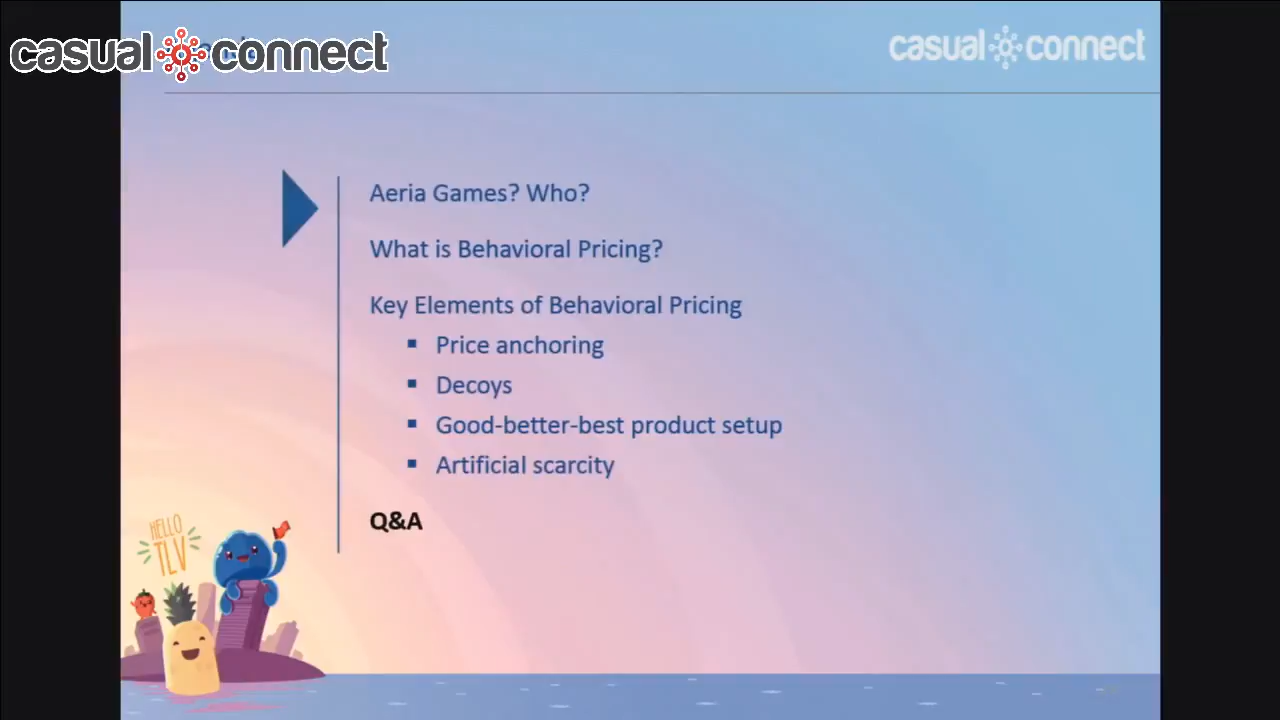 casual connect
casual connect
Aeria Games? Who?
What is Behavioral Pricing?
Key Elements of Behavioral Pricing
▪ Price anchoring
▪ Decoys
▪ Good-better-best product setup
▪ Artificial scarcity
Q&A
HELLO
TLV